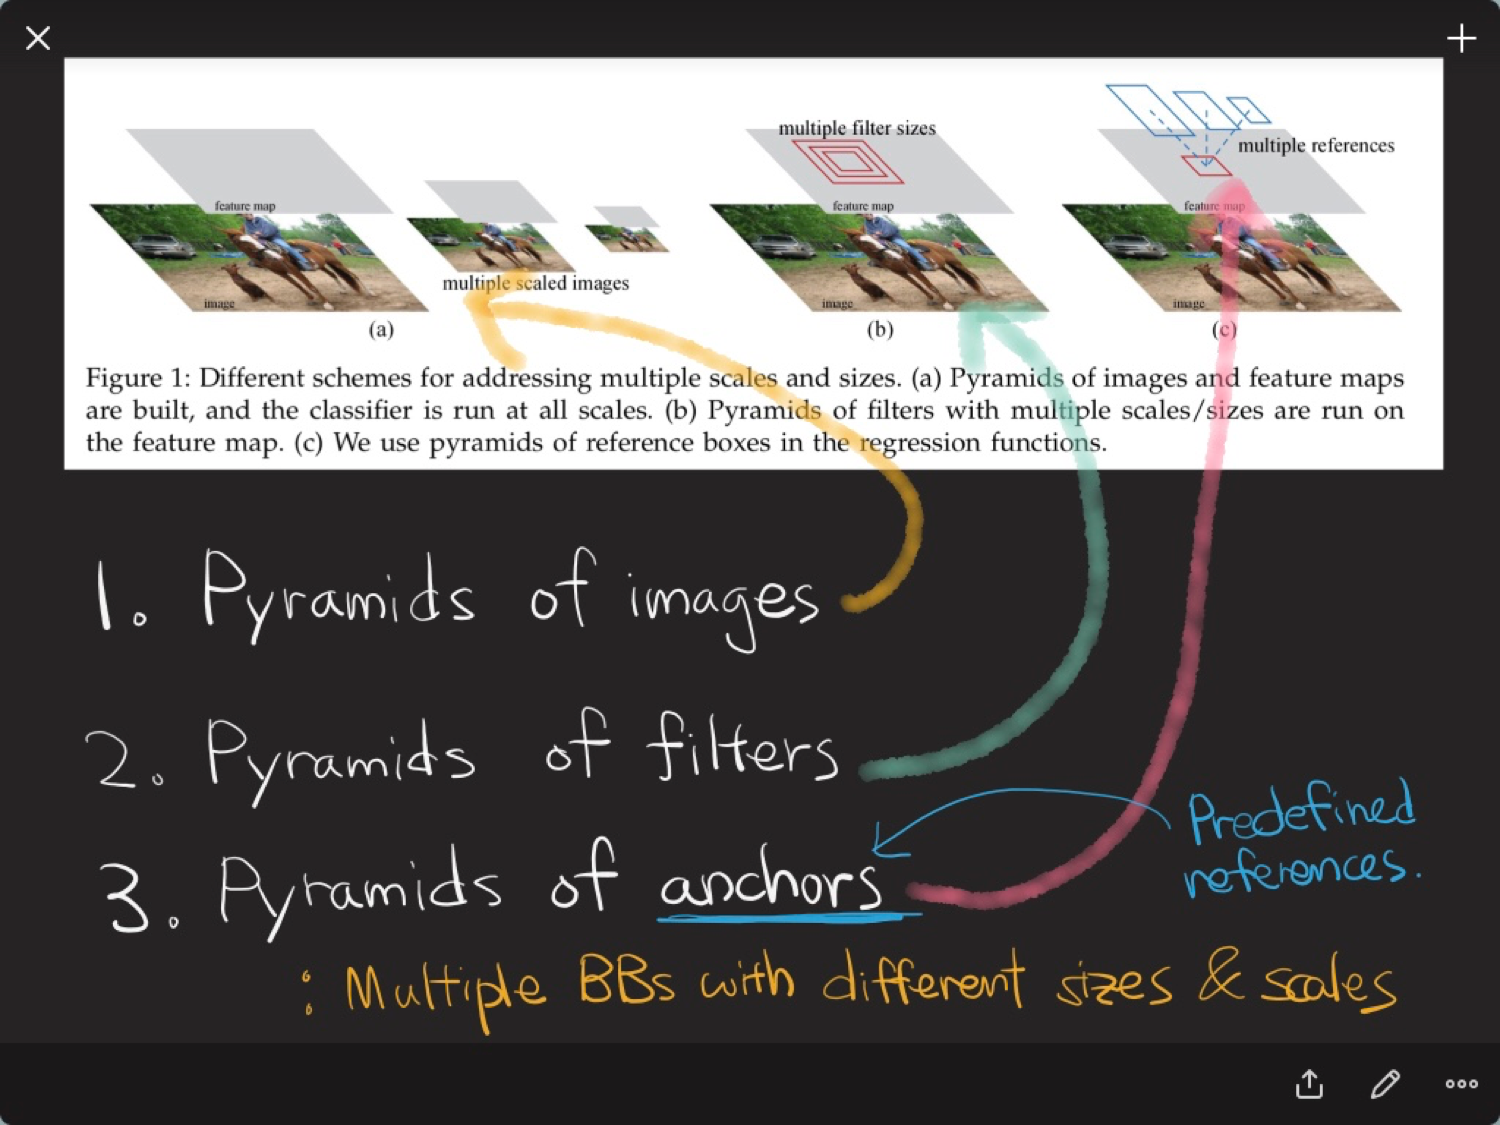 multiple filter sizes
multiple references
feature map
feature map
feature map
multiple scaled images
image
image
image
(a)
(b)
(c)
Figure 1: Different schemes for addressing multiple scales and sizes. (a) Pyramids of images and feature maps
are built, and the classifier is run at all scales. (b) Pyramids of filters with multiple scales/sizes are run on
the feature map. (c) We use pyramids of reference boxes in the regression functions.
1. Pyramids of images
2. Pyramids of filters
Predefined
references.
3. Pyramids of anchors
: Multiple BBs with different sizes & scales